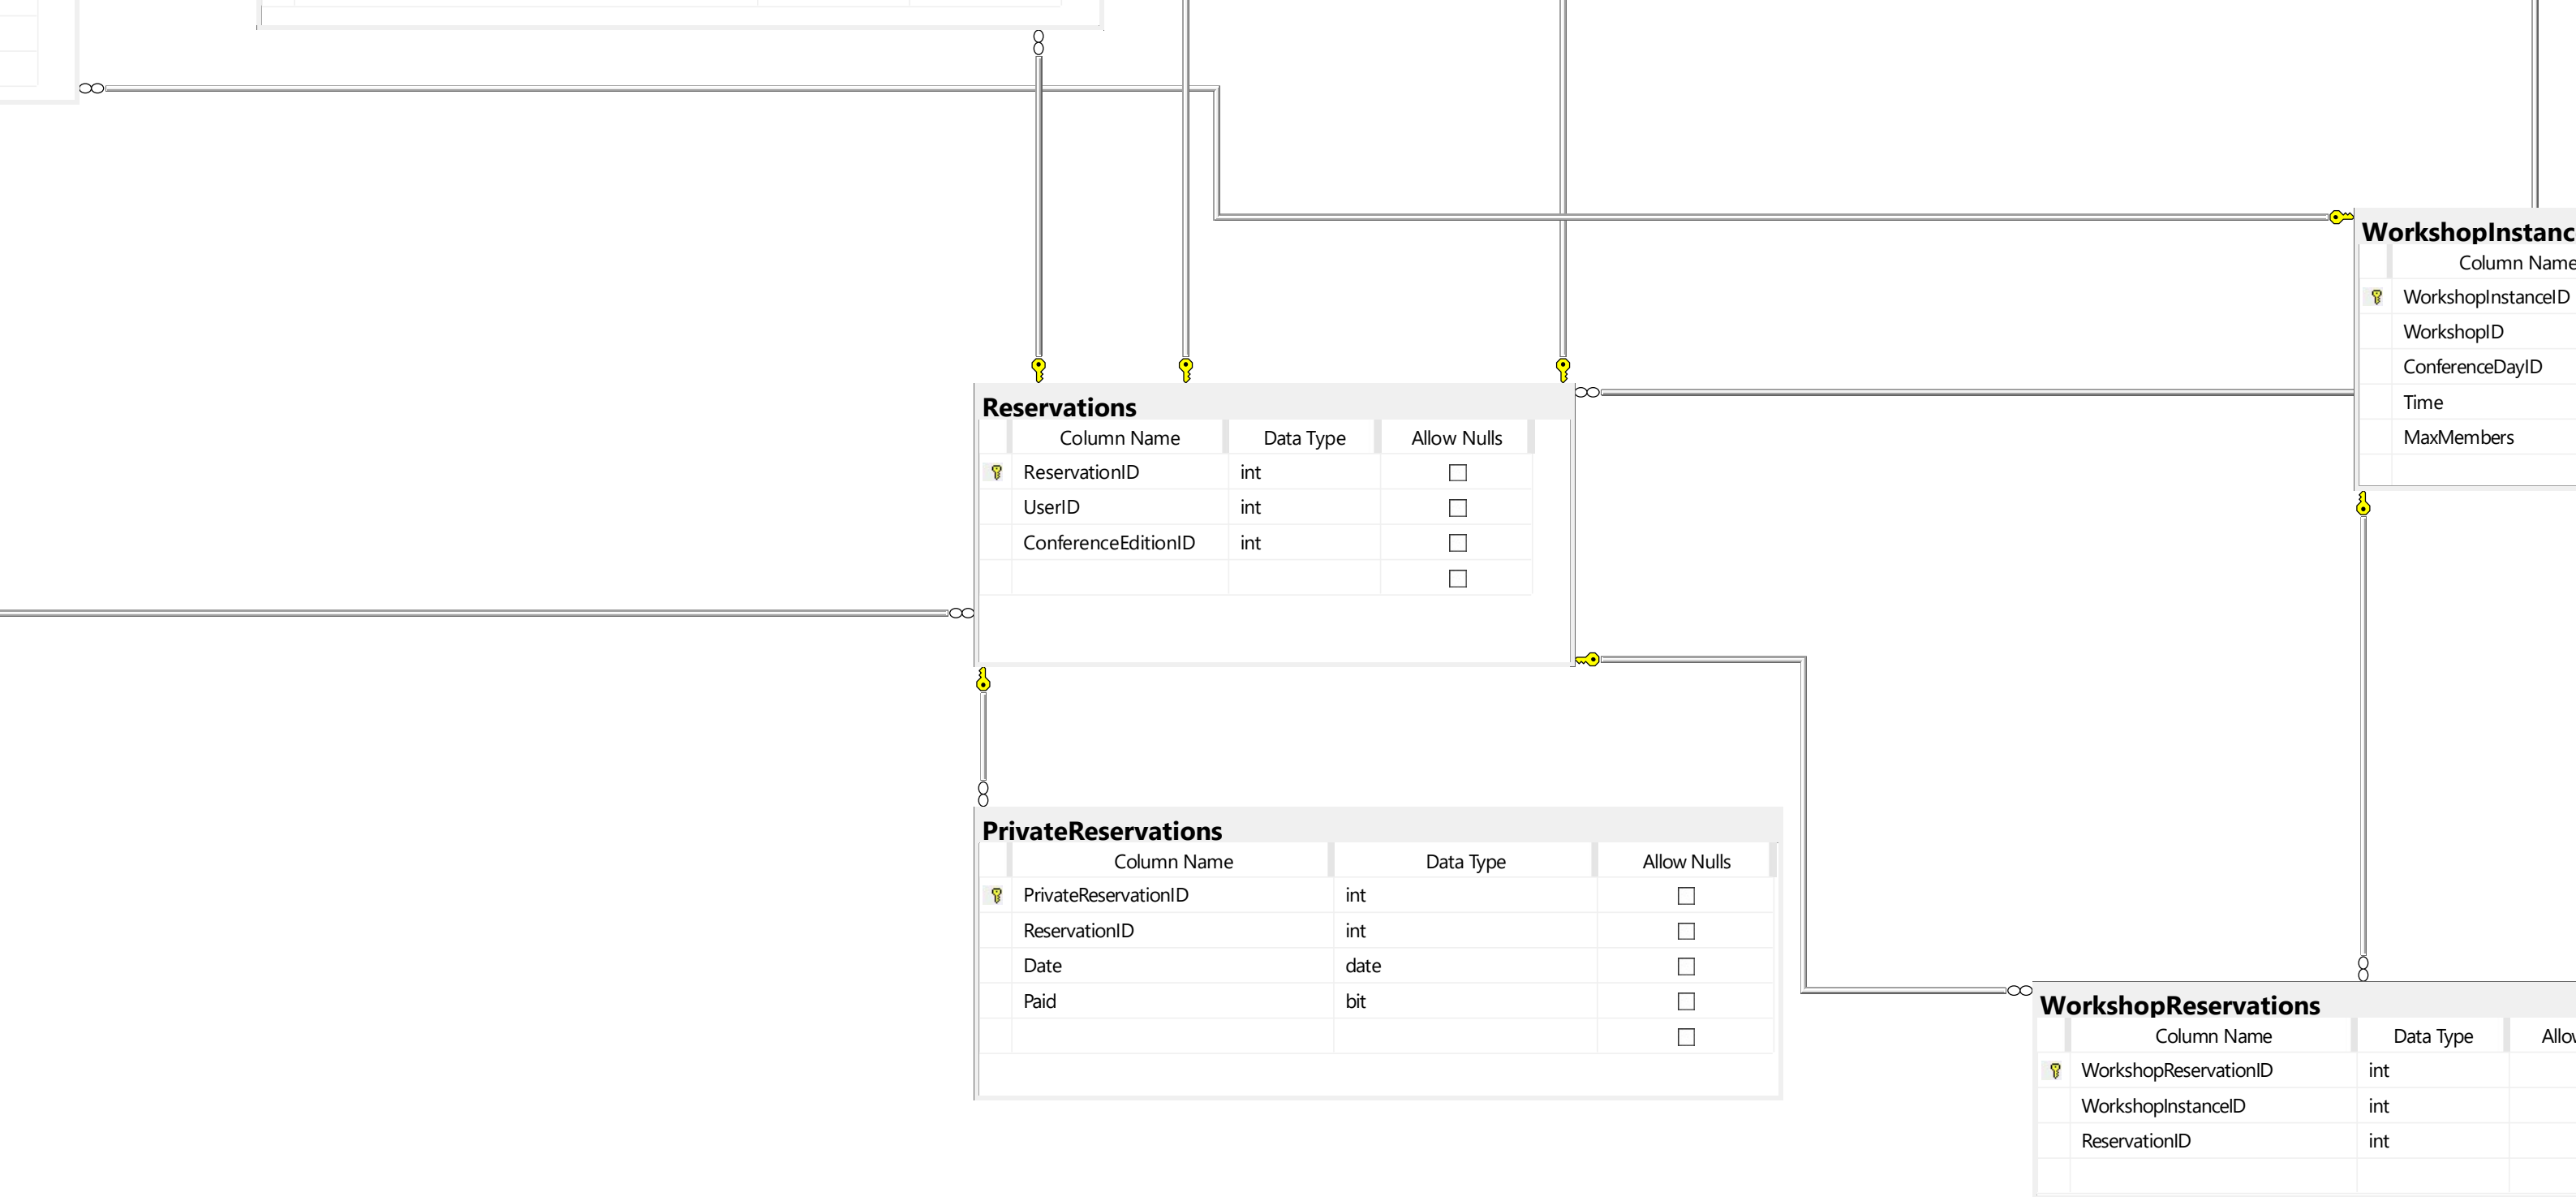 WorkshopInstanc
Column Name
WorkshopInstanceID
WorkshopID
ConferenceDayID
Time
MaxMembers
Reservations
Column Name Data Type Allow Nulls
ReservationID int
UserID int
ConferenceEditionID int
PrivateReservations
Column Name Data Type Allow Nulls
PrivateReservationID int
ReservationID int
Date date
Paid bit
WorkshopReservations
Column Name Data Type Allow
WorkshopReservationID int
WorkshopInstanceID int
ReservationID int